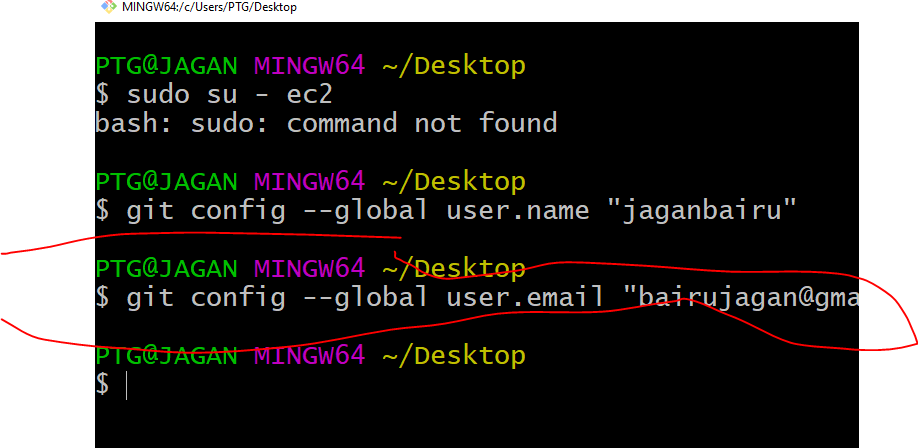 MINGW64:/c/Users/PTG/Desktop
PTG@JAGAN MINGW64 ~/Desktop
$ sudo su - ec2
bash: sudo: command not found
PTG@JAGAN MINGW64 ~/Desktop
$ git config --global user.name "jaganbairu"
PTG@JAGAN MINGW64 ~/Desktop
$ git config --global user.email "bairujagan@gma
PTG@JAGAN MINGW64 ~/Desktop
$